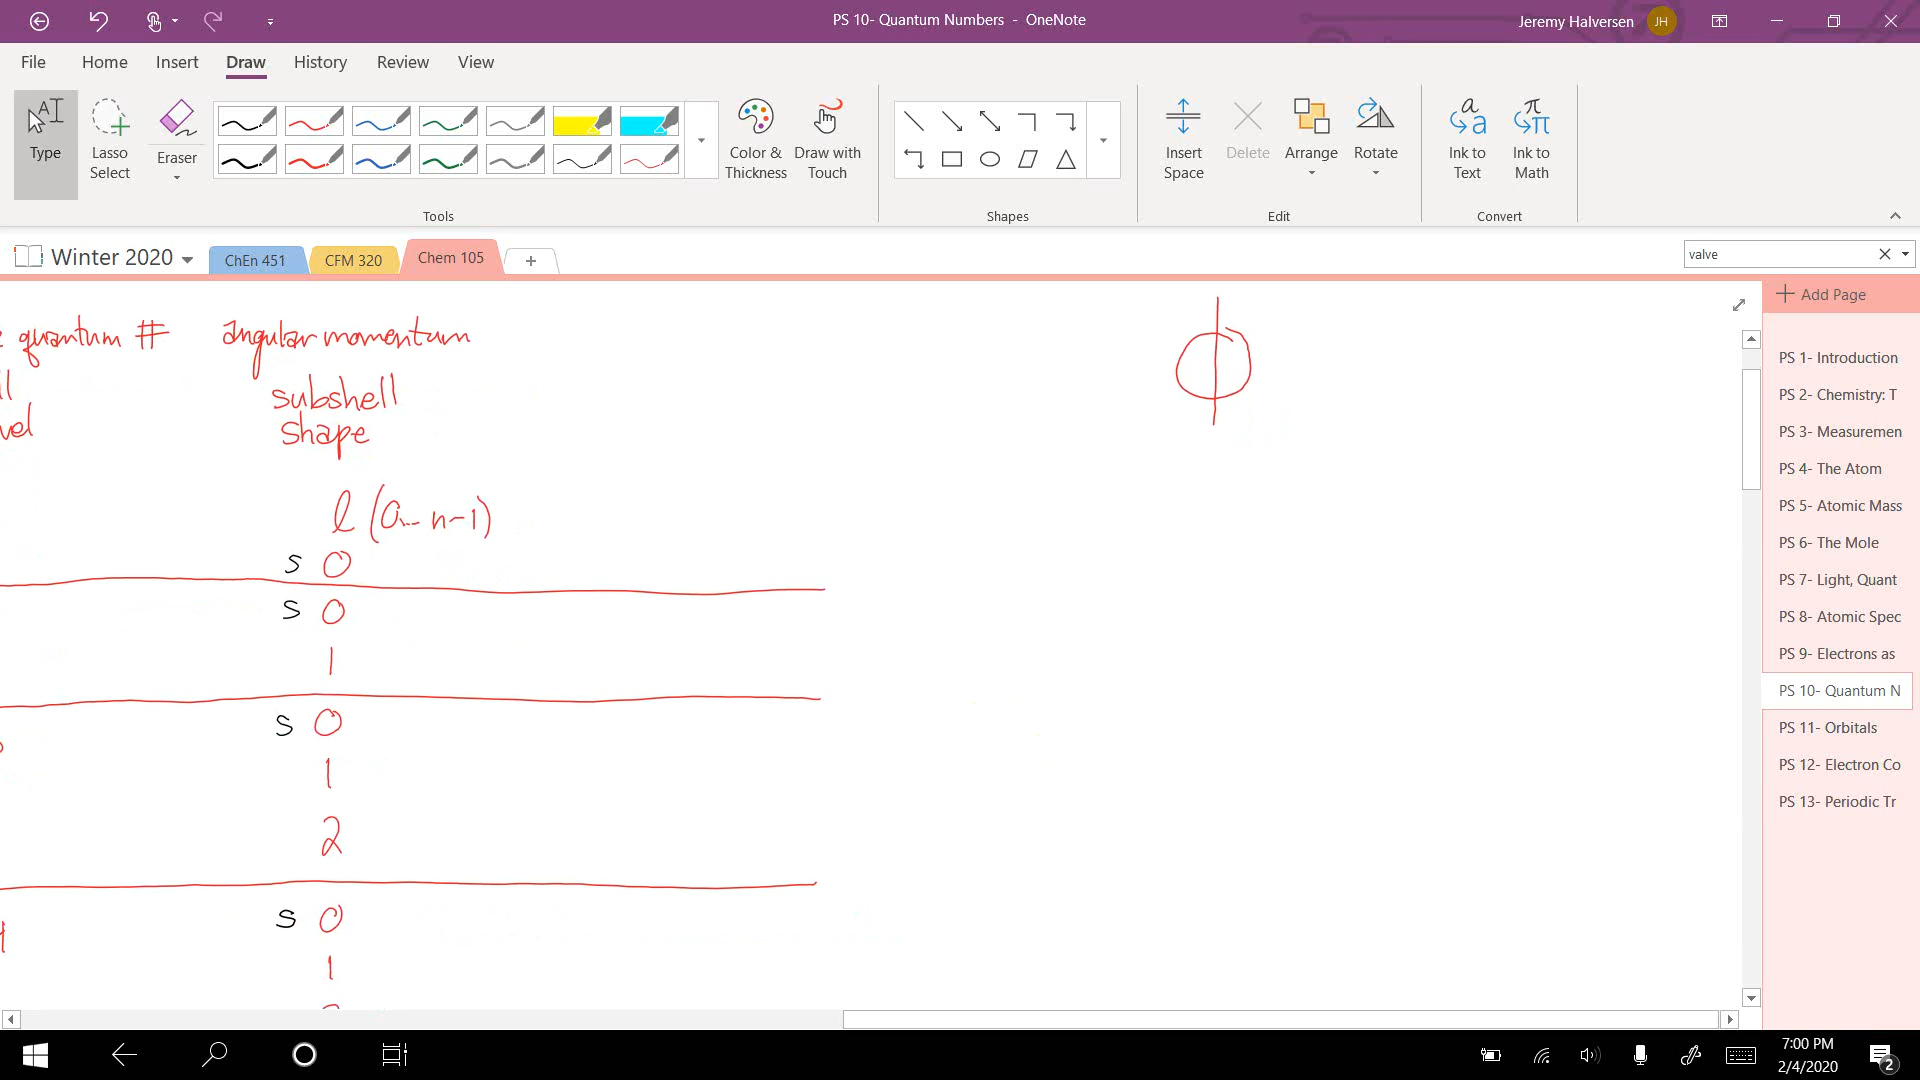 PS 10- Quantum Numbers - OneNote
Jeremy Halversen JH
File Home Insert Draw History Review View
Type
Lasso Select
Eraser
Color & Thickness
Draw with Touch
Insert Space
Delete
Arrange
Rotate
Ink to Text
Ink to Math
Tools Shapes Edit Convert
Winter 2020 ChEn 451 CFM 320 Chem 105 +
valve
Add Page
quantum # angular momentum
subshell
shape
l (0... n-1)
s 0
s 0
1
s 0
1
2
s 0
1
PS 1- Introduction
PS 2- Chemistry: T
PS 3- Measuremen
PS 4- The Atom
PS 5- Atomic Mass
PS 6- The Mole
PS 7- Light, Quant
PS 8- Atomic Spec
PS 9- Electrons as
PS 10- Quantum N
PS 11- Orbitals
PS 12- Electron Co
PS 13- Periodic Tr
7:00 PM
2/4/2020
2